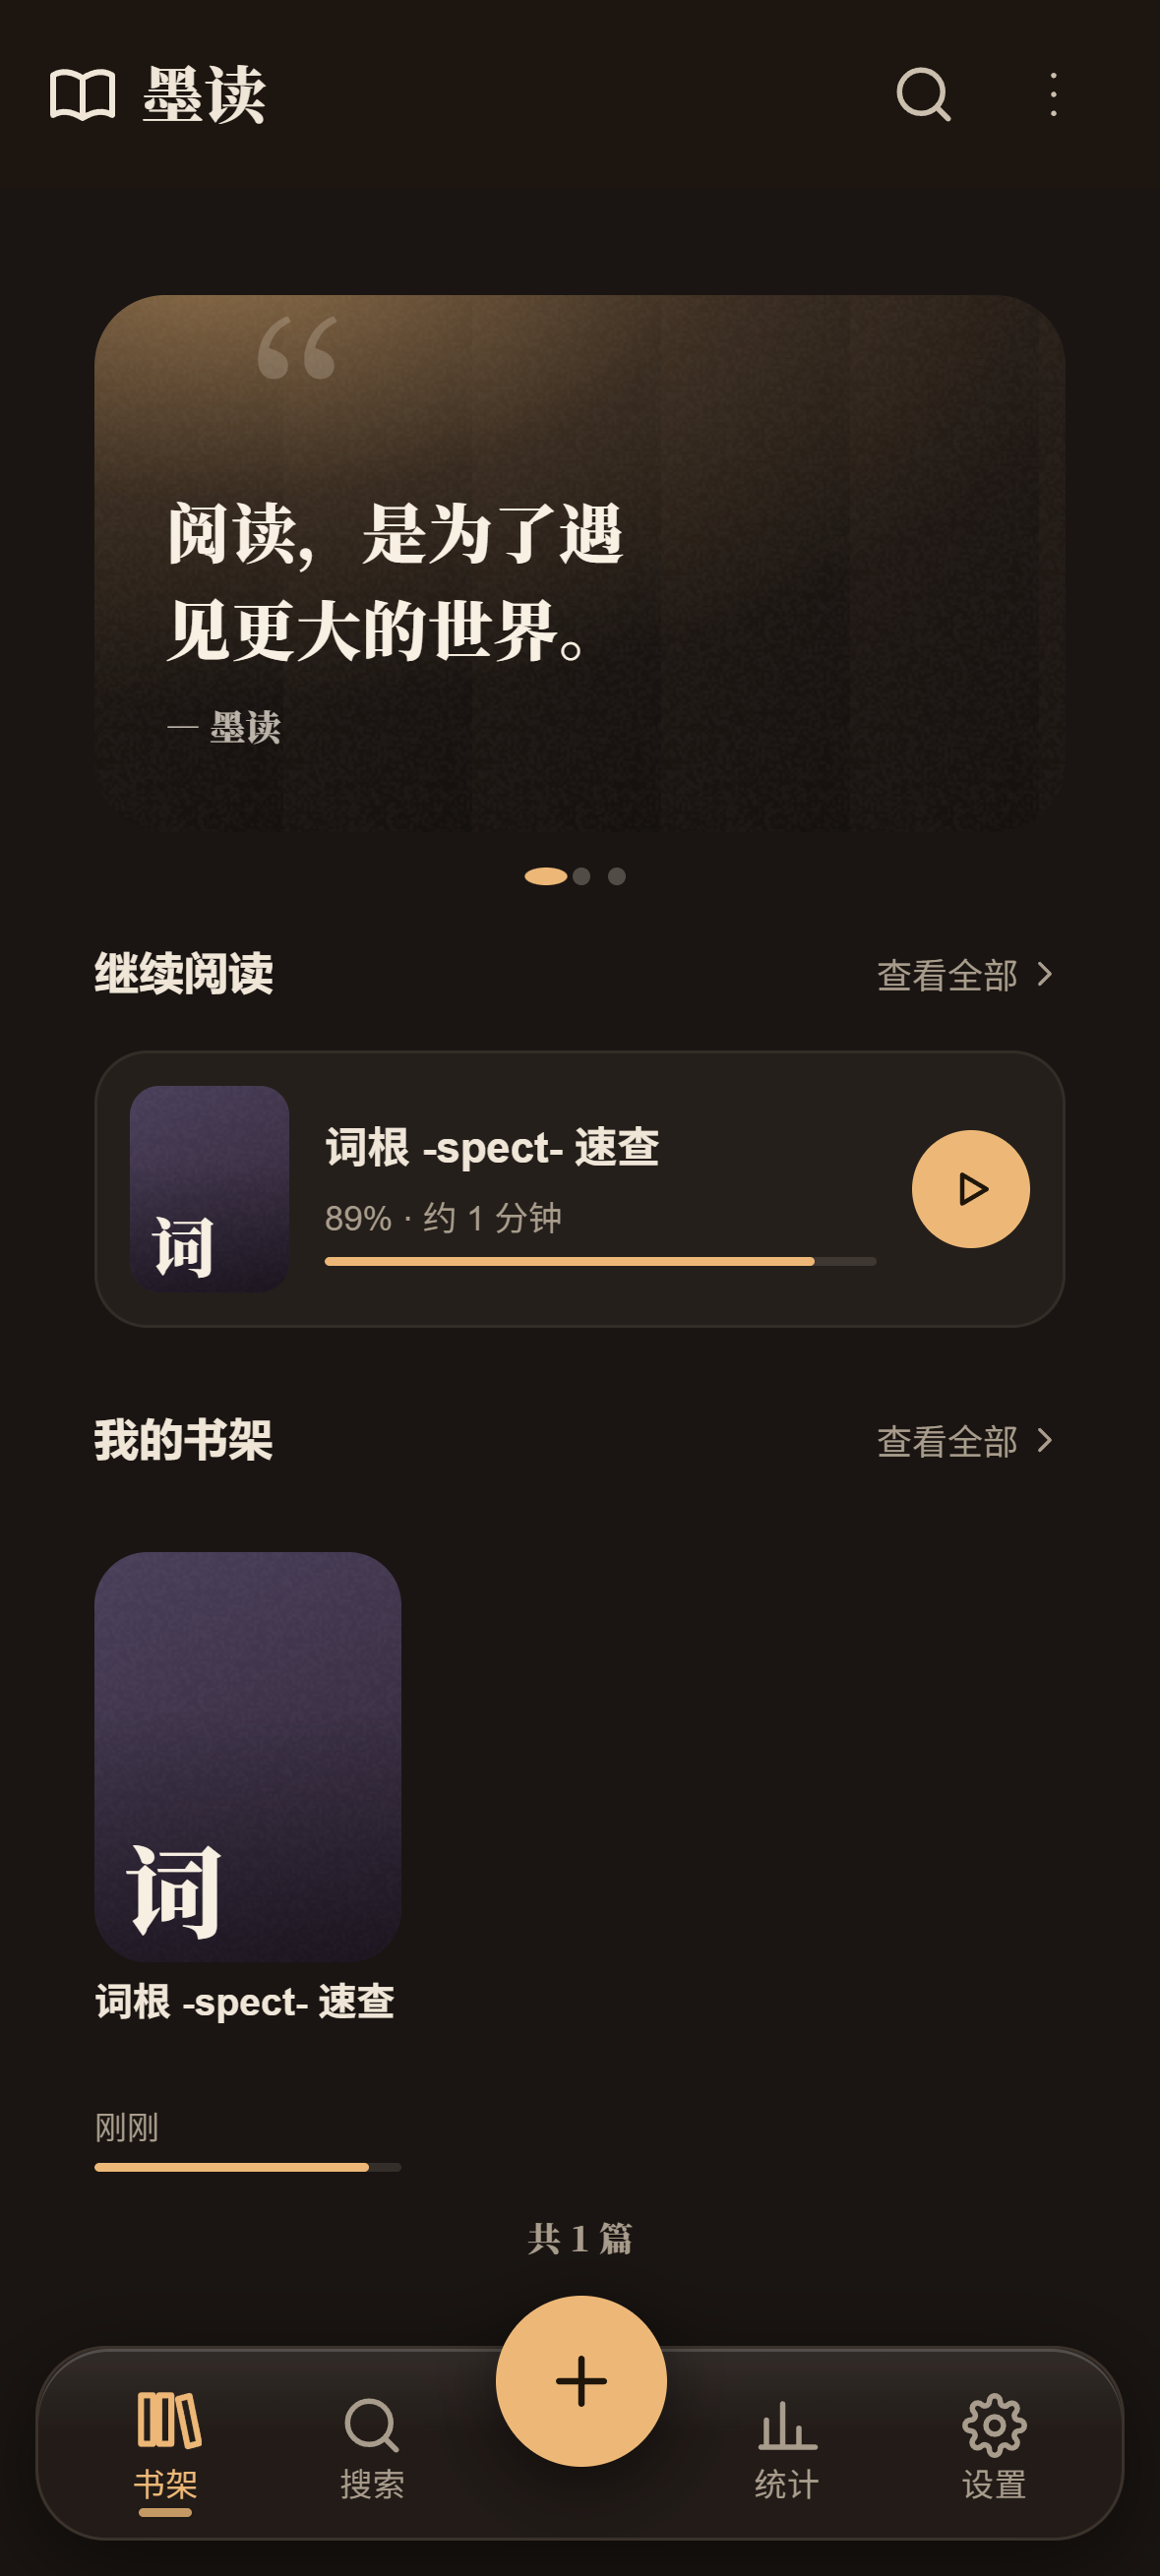 墨读
“
阅读，是为了遇
见更大的世界。
— 墨读
继续阅读
查看全部
词
词根 -spect- 速查
89% · 约 1 分钟
我的书架
查看全部
词
词根 -spect- 速查
刚刚
共 1 篇
书架
搜索
统计
设置